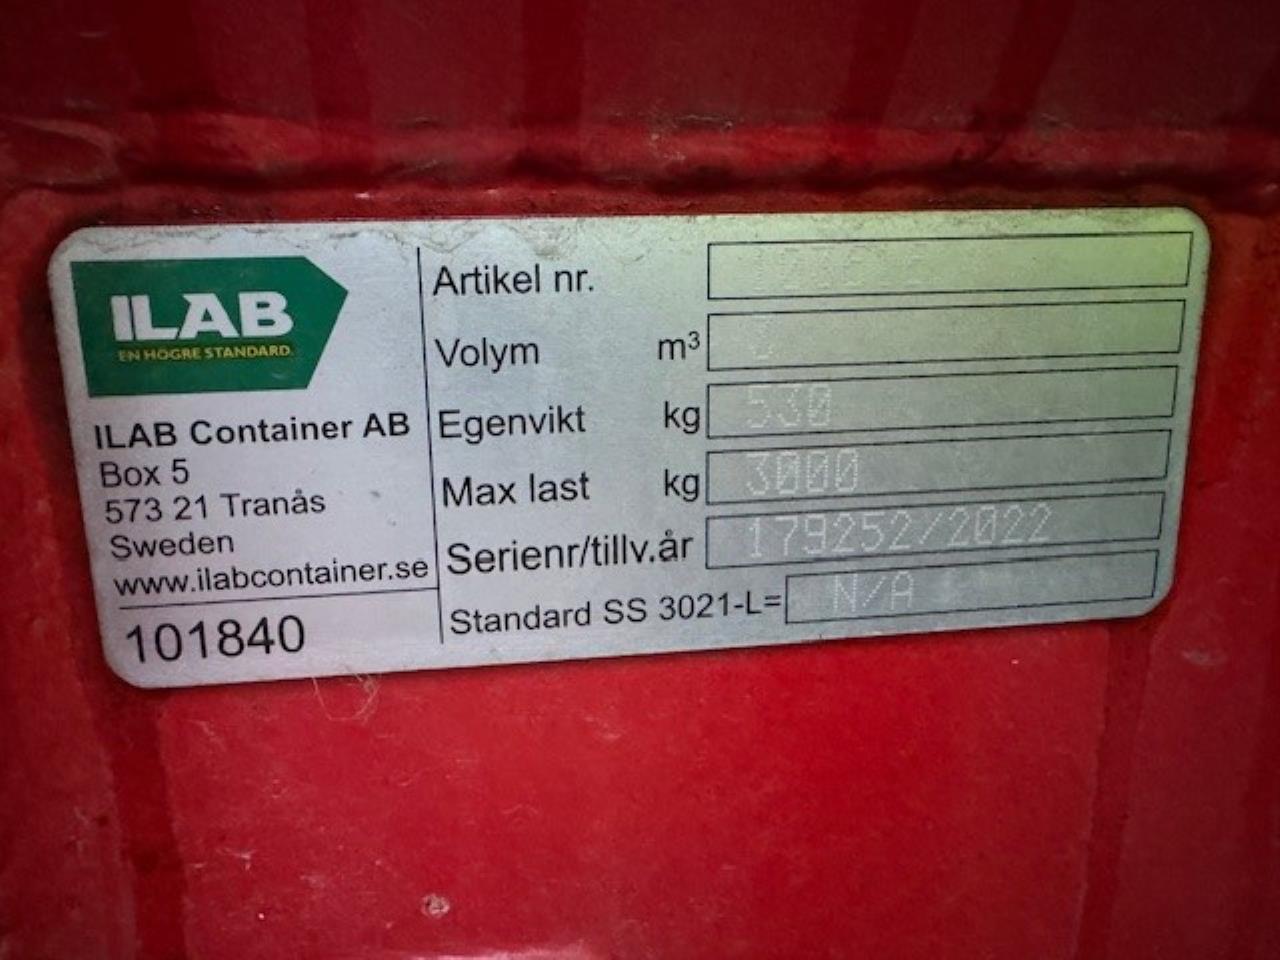 ILAB
EN HÖGRE STANDARD.
ILAB Container AB
Box 5
573 21 Tranås
Sweden
www.ilabcontainer.se
101840
Artikel nr.
Volym m³
Egenvikt kg 530
Max last kg 3000
Serienr/tillv.år 179252/2022
Standard SS 3021-L= N/A